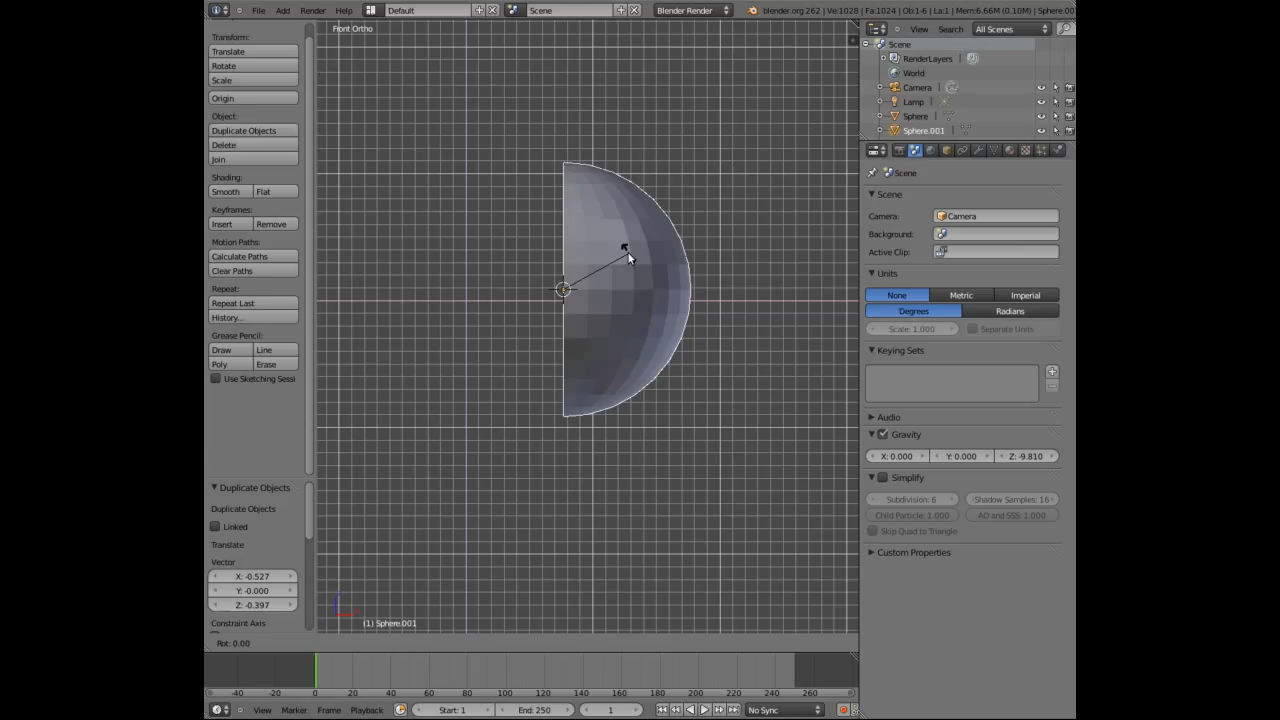 File Add Render Help Default Scene Blender Render blender.org 262 | Ve:1028 | Fa:1024 | Ob:1-6 | La:1 | Mem:6.66M (0.10M) | Sphere.00
Front Ortho
Transform:
Translate
Rotate
Scale
Origin
Object:
Duplicate Objects
Delete
Join
Shading:
Smooth Flat
Keyframes:
Insert Remove
Motion Paths:
Calculate Paths
Clear Paths
Repeat:
Repeat Last
History...
Grease Pencil:
Draw Line
Poly Erase
Use Sketching Sessi
Duplicate Objects
Duplicate Objects
Linked
Translate
Vector
X: -0.527
Y: -0.000
Z: -0.397
Constraint Axis
(1) Sphere.001
Rot: 0.00
View Search All Scenes
Scene
RenderLayers
World
Camera
Lamp
Sphere
Sphere.001
Scene
Scene
Camera: Camera
Background:
Active Clip:
Units
None Metric Imperial
Degrees Radians
Scale: 1.000 Separate Units
Keying Sets
Audio
Gravity
X: 0.000 Y: 0.000 Z: -9.810
Simplify
Subdivision: 6 Shadow Samples: 16
Child Particle: 1.000 AO and SSS: 1.000
Skip Quad to Triangle
Custom Properties
-40 -20 0 20 40 60 80 100 120 140 160 180 200 220 240 260
View Marker Frame Playback Start: 1 End: 250 1 No Sync